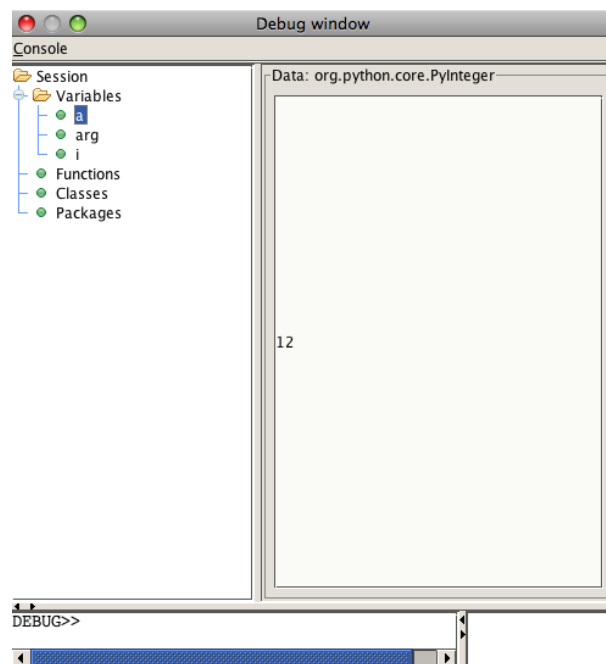 Debug window
Console
Session
Variables
a
arg
i
Functions
Classes
Packages
Data: org.python.core.PyInteger
12
DEBUG>>